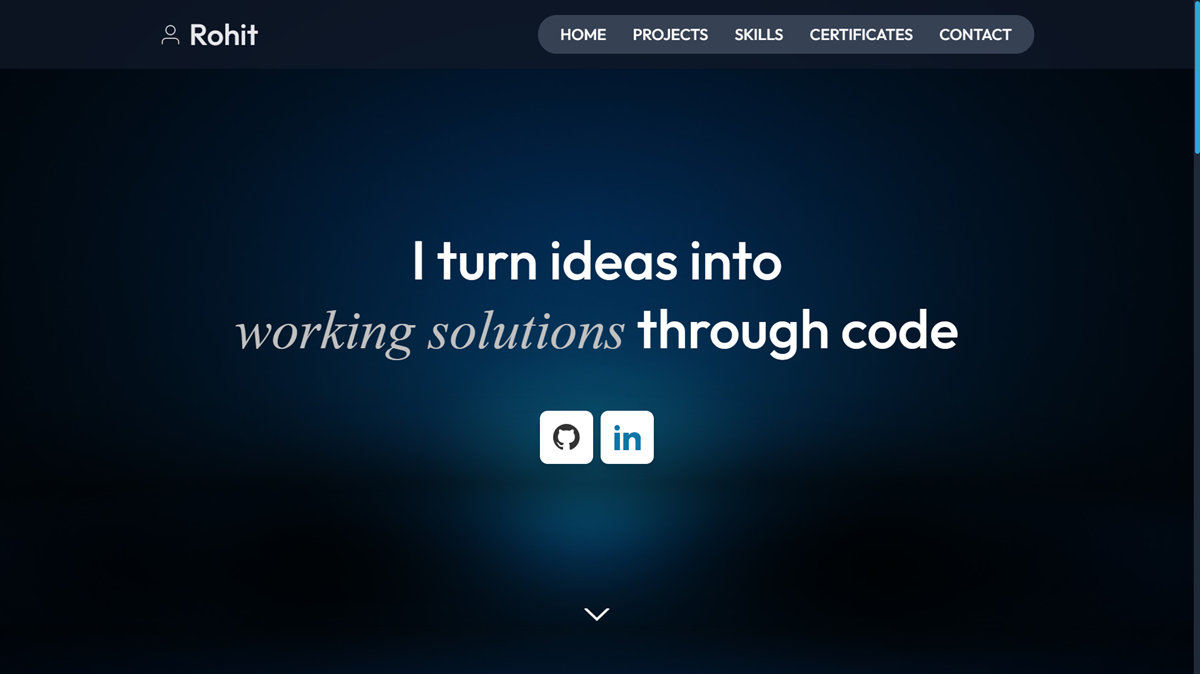 Rohit
HOME PROJECTS SKILLS CERTIFICATES CONTACT
I turn ideas into
working solutions through code
in